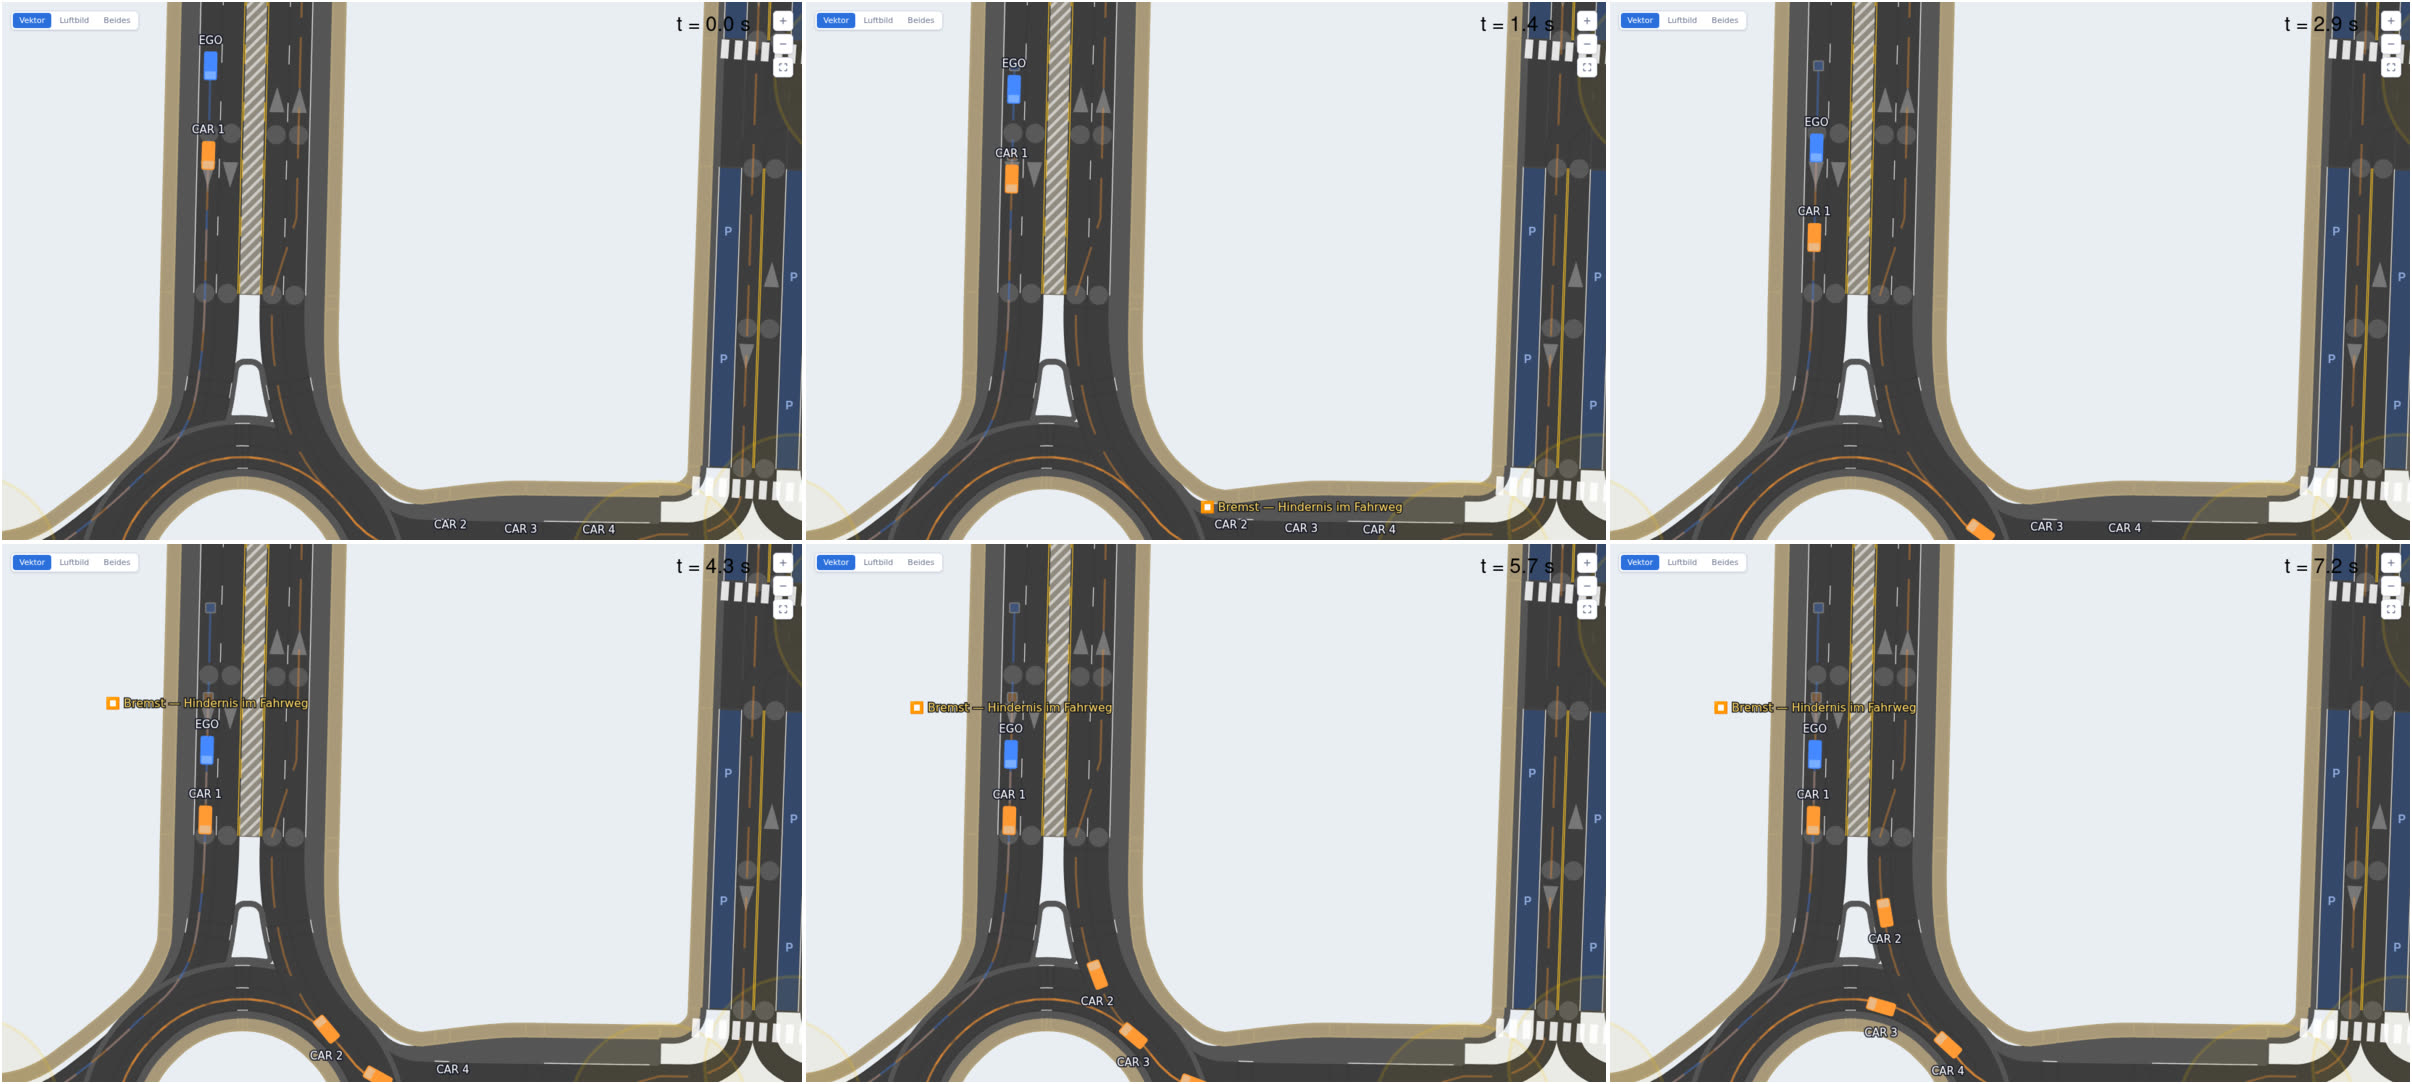 Vektor Luftbild Beides
t = 0.0 s
+
−
EGO
CAR 1
P
P
P
P
CAR 2
CAR 3
CAR 4
Vektor Luftbild Beides
t = 1.4 s
+
−
EGO
CAR 1
P
P
P
P
Bremst — Hindernis im Fahrweg
CAR 2
CAR 3
CAR 4
Vektor Luftbild Beides
t = 2.9 s
+
−
EGO
CAR 1
P
P
P
P
CAR 3
CAR 4
Vektor Luftbild Beides
t = 4.3 s
+
−
Bremst — Hindernis im Fahrweg
EGO
CAR 1
P
P
P
P
CAR 2
CAR 4
Vektor Luftbild Beides
t = 5.7 s
+
−
Bremst — Hindernis im Fahrweg
EGO
CAR 1
P
P
P
P
CAR 2
CAR 3
Vektor Luftbild Beides
t = 7.2 s
+
−
Bremst — Hindernis im Fahrweg
EGO
CAR 1
P
P
P
P
CAR 2
CAR 3
CAR 4